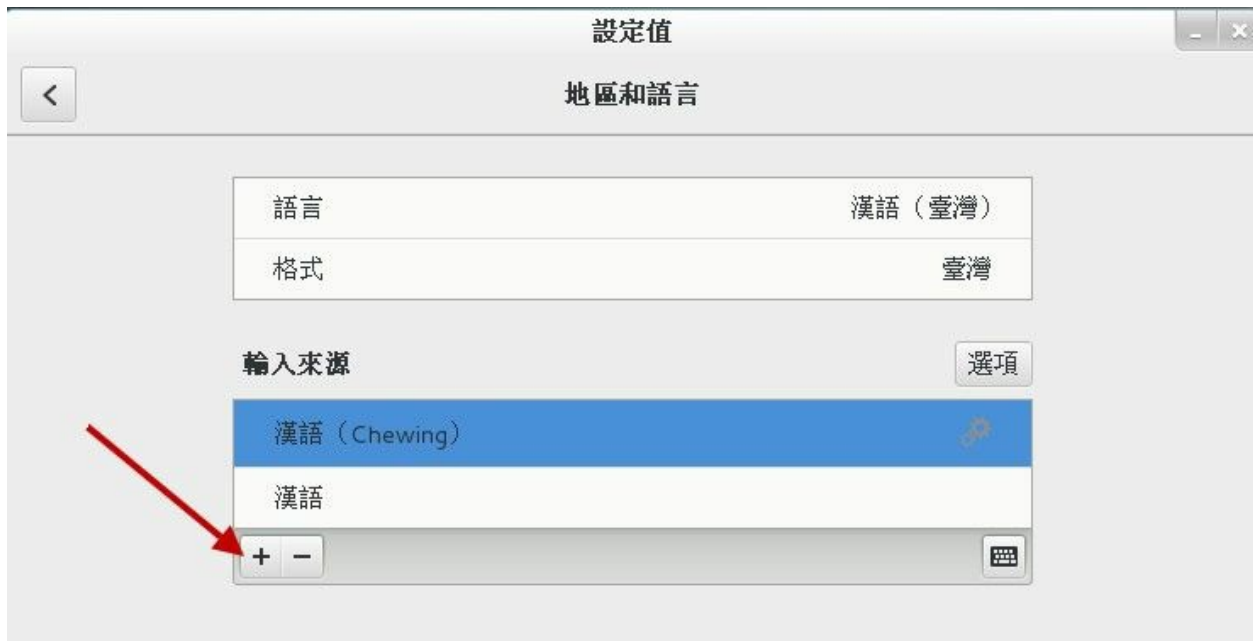 設定值
地區和語言
語言 漢語（臺灣）
格式 臺灣
輸入來源 選項
漢語（Chewing）
漢語
+ −